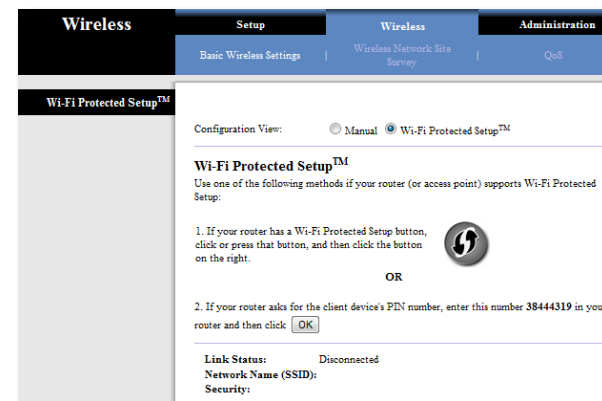 Wireless
Setup
Wireless
Administration
Basic Wireless Settings | Wireless Network Site | QoS
Survey
Wi-Fi Protected Setup™
Configuration View: Manual Wi-Fi Protected Setup™
Wi-Fi Protected Setup™
Use one of the following methods if your router (or access point) supports Wi-Fi Protected
Setup:
1. If your router has a Wi-Fi Protected Setup button,
click or press that button, and then click the button
on the right.
OR
2. If your router asks for the client device's PIN number, enter this number 38444319 in you
router and then click OK
Link Status: Disconnected
Network Name (SSID):
Security: